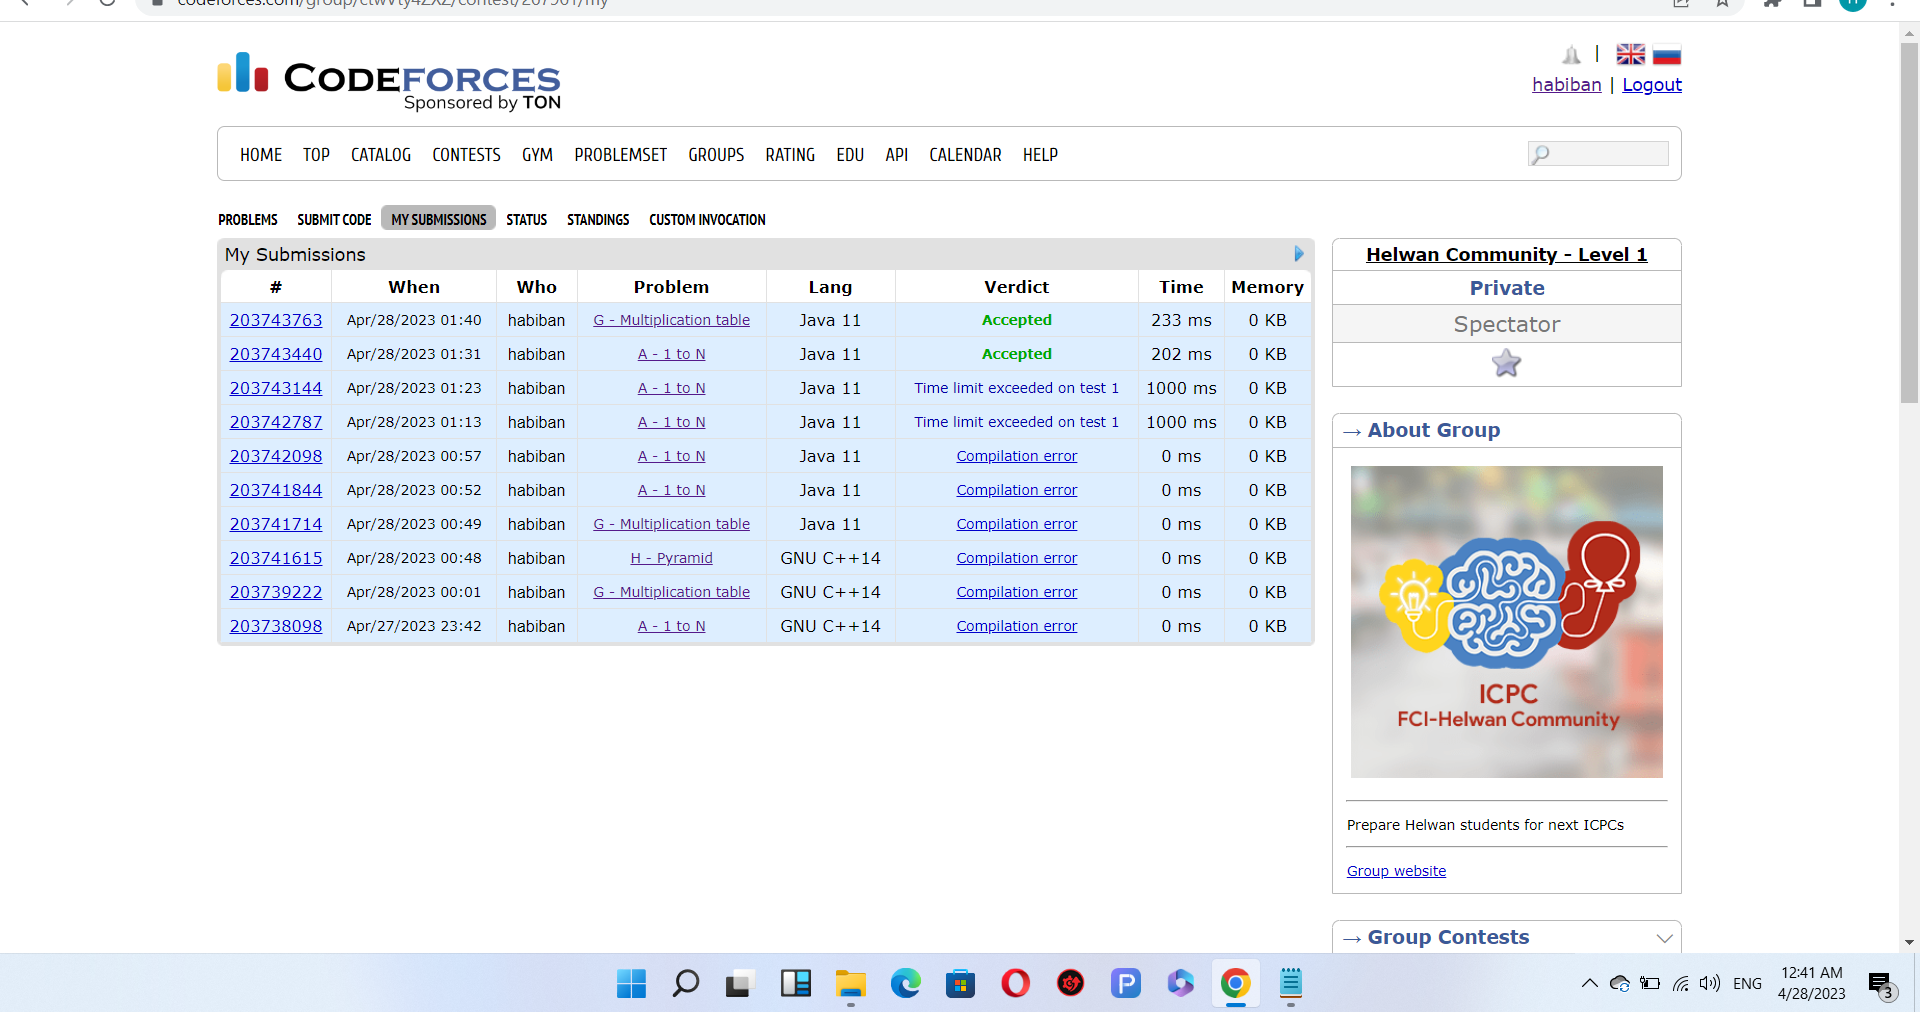 CODEFORCES
Sponsored by TON
|
habiban | Logout
HOME TOP CATALOG CONTESTS GYM PROBLEMSET GROUPS RATING EDU API CALENDAR HELP
PROBLEMS SUBMIT CODE MY SUBMISSIONS STATUS STANDINGS CUSTOM INVOCATION
My Submissions
# When Who Problem Lang Verdict Time Memory
203743763 Apr/28/2023 01:40 habiban G - Multiplication table Java 11 Accepted 233 ms 0 KB
203743440 Apr/28/2023 01:31 habiban A - 1 to N Java 11 Accepted 202 ms 0 KB
203743144 Apr/28/2023 01:23 habiban A - 1 to N Java 11 Time limit exceeded on test 1 1000 ms 0 KB
203742787 Apr/28/2023 01:13 habiban A - 1 to N Java 11 Time limit exceeded on test 1 1000 ms 0 KB
203742098 Apr/28/2023 00:57 habiban A - 1 to N Java 11 Compilation error 0 ms 0 KB
203741844 Apr/28/2023 00:52 habiban A - 1 to N Java 11 Compilation error 0 ms 0 KB
203741714 Apr/28/2023 00:49 habiban G - Multiplication table Java 11 Compilation error 0 ms 0 KB
203741615 Apr/28/2023 00:48 habiban H - Pyramid GNU C++14 Compilation error 0 ms 0 KB
203739222 Apr/28/2023 00:01 habiban G - Multiplication table GNU C++14 Compilation error 0 ms 0 KB
203738098 Apr/27/2023 23:42 habiban A - 1 to N GNU C++14 Compilation error 0 ms 0 KB
Helwan Community - Level 1
Private
Spectator
→ About Group
ICPC
FCI-Helwan Community
Prepare Helwan students for next ICPCs
Group website
→ Group Contests
ENG
12:41 AM
4/28/2023
3